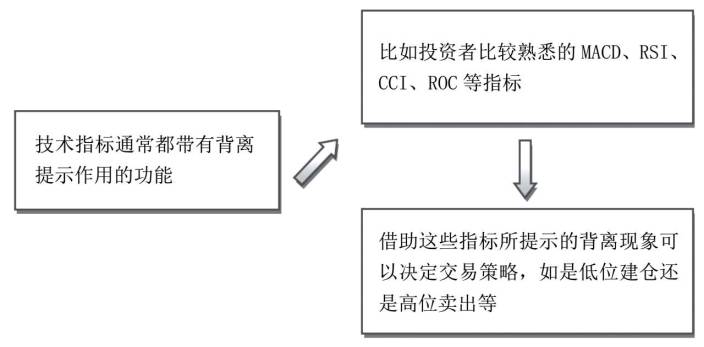 技术指标通常都带有背离
提示作用的功能
比如投资者比较熟悉的 MACD、RSI、
CCI、ROC 等指标
借助这些指标所提示的背离现象可
以决定交易策略，如是低位建仓还
是高位卖出等